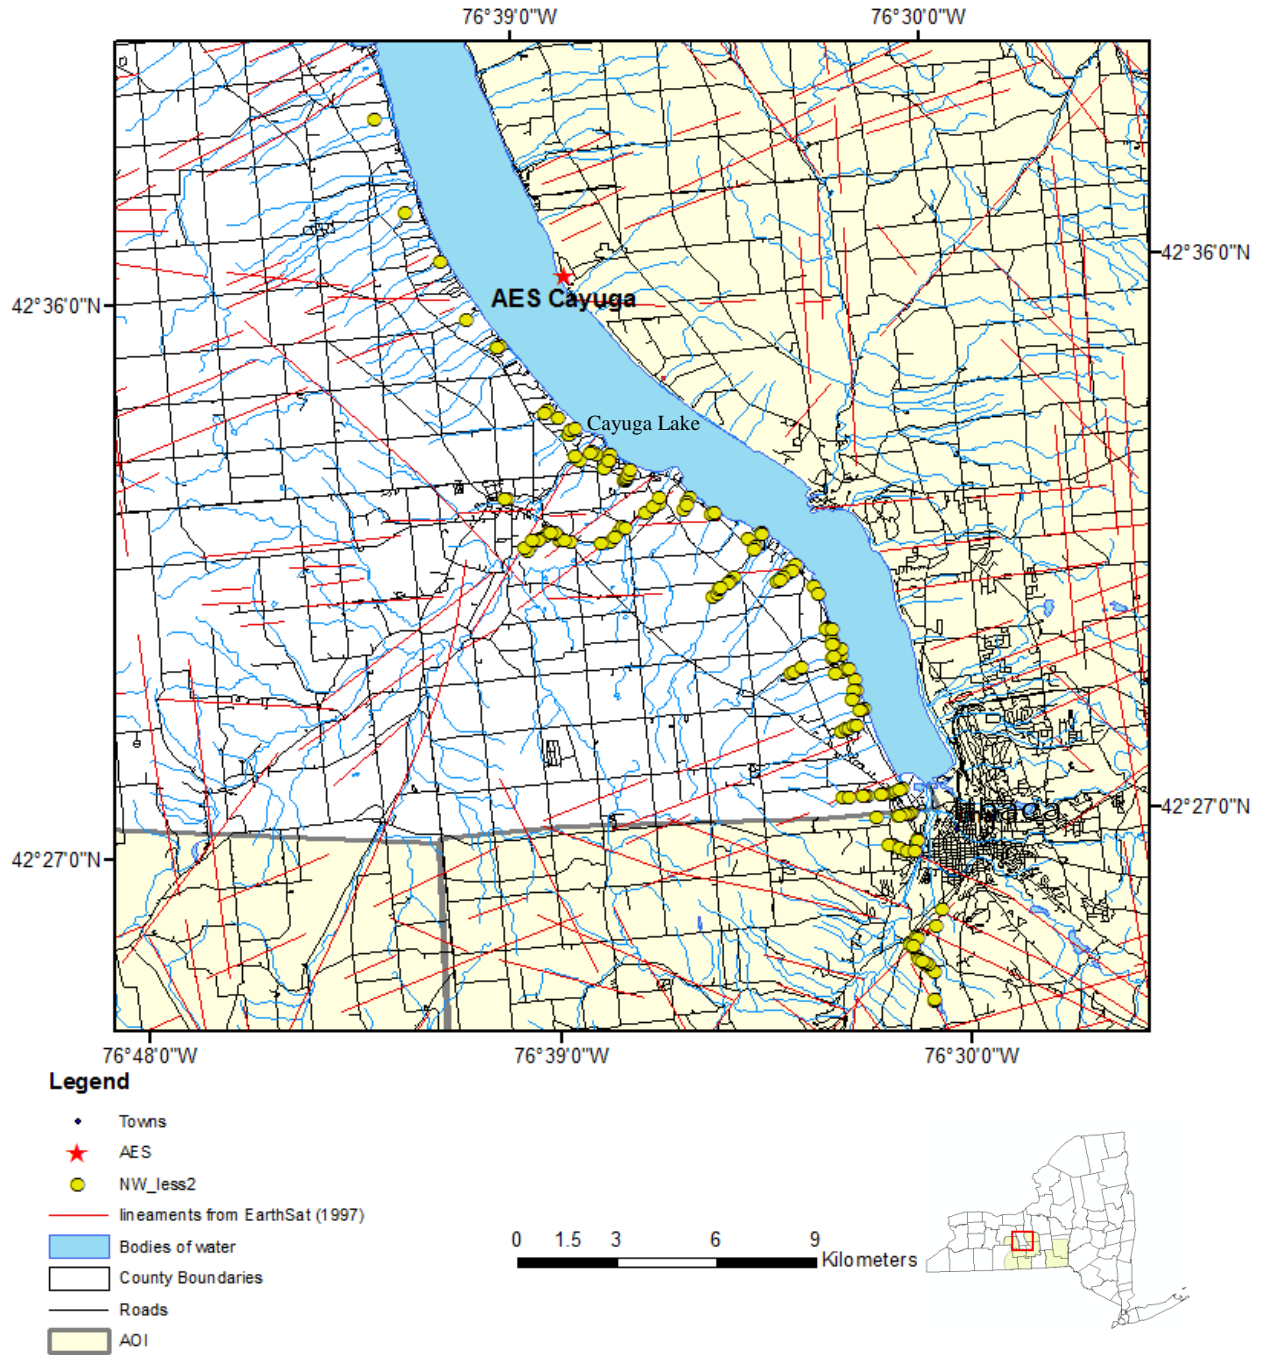 76°39'0"W
76°30'0"W
42°36'0"N
42°36'0"N
AES Cayuga
Cayuga Lake
42°27'0"N
Ithaca
42°27'0"N
76°48'0"W
76°39'0"W
76°30'0"W
Legend
Towns
AES
NW_less2
lineaments from EarthSat (1997)
Bodies of water
County Boundaries
Roads
AOI
0 1.5 3 6 9
Kilometers